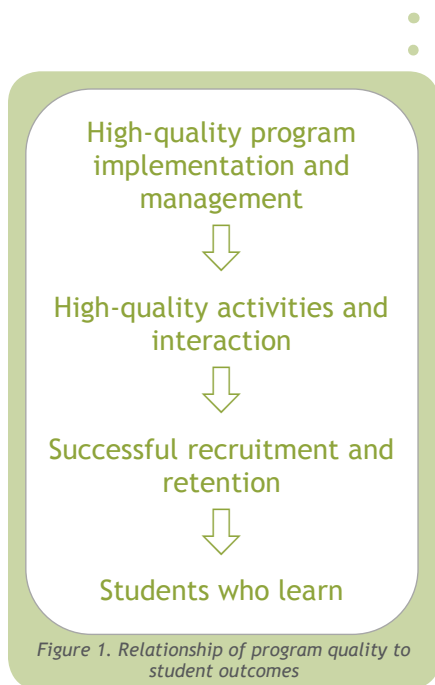 High-quality program
implementation and
management
High-quality activities and
interaction
Successful recruitment and
retention
Students who learn
Figure 1. Relationship of program quality to
student outcomes